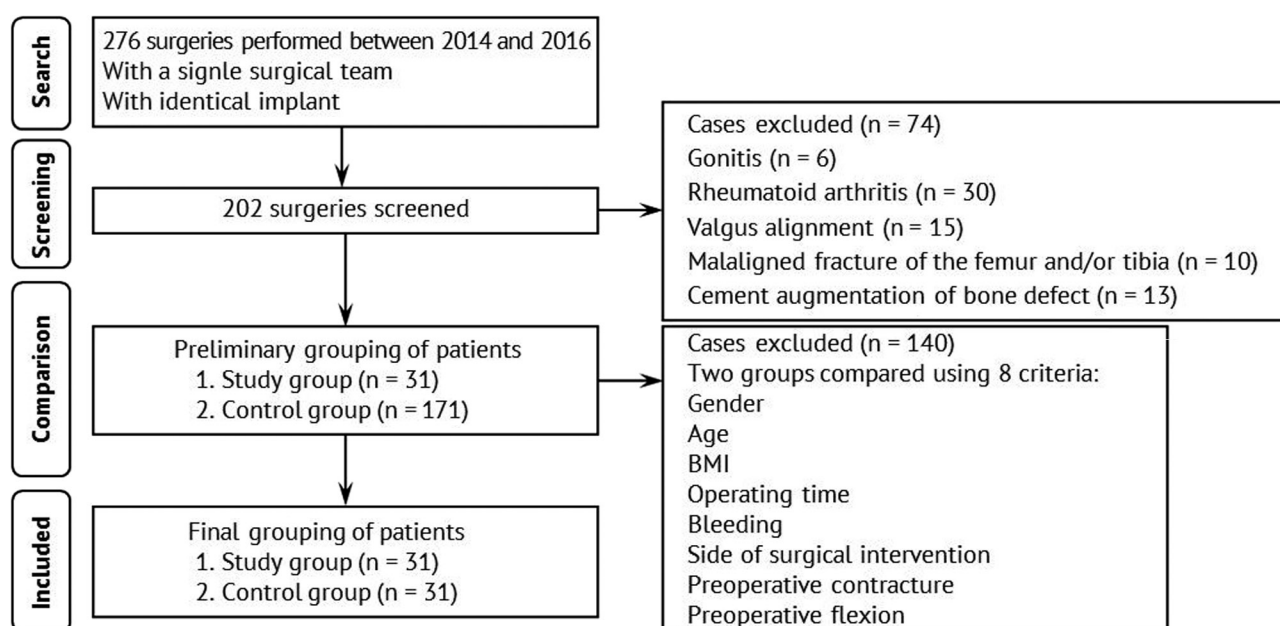 Search
276 surgeries performed between 2014 and 2016
With a signle surgical team
With identical implant
Screening
202 surgeries screened
Cases excluded (n = 74)
Gonitis (n = 6)
Rheumatoid arthritis (n = 30)
Valgus alignment (n = 15)
Malaligned fracture of the femur and/or tibia (n = 10)
Cement augmentation of bone defect (n = 13)
Comparison
Preliminary grouping of patients
1. Study group (n = 31)
2. Control group (n = 171)
Cases excluded (n = 140)
Two groups compared using 8 criteria:
Gender
Age
BMI
Operating time
Bleeding
Side of surgical intervention
Preoperative contracture
Preoperative flexion
Included
Final grouping of patients
1. Study group (n = 31)
2. Control group (n = 31)